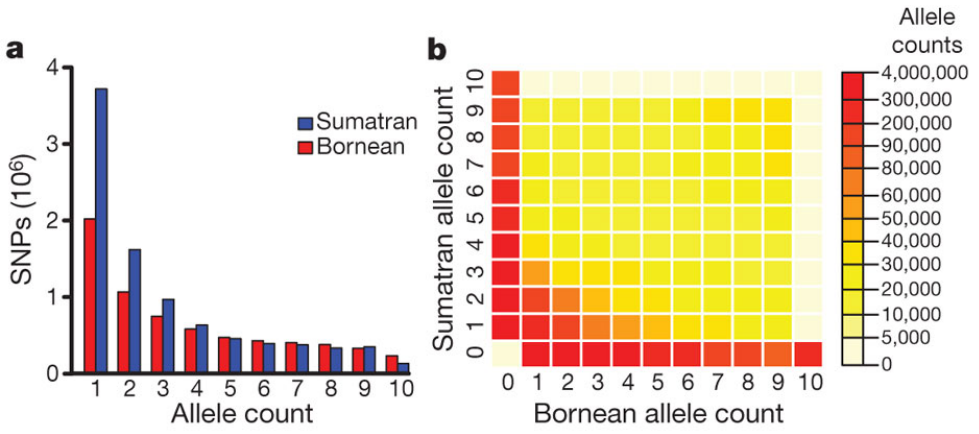 a
SNPs (10⁶)
4
3
2
1
0
Sumatran
Bornean
1 2 3 4 5 6 7 8 9 10
Allele count
b
Sumatran allele count
10
9
8
7
6
5
4
3
2
1
0
0 1 2 3 4 5 6 7 8 9 10
Bornean allele count
Allele
counts
4,000,000
300,000
200,000
90,000
60,000
50,000
40,000
30,000
20,000
10,000
5,000
0